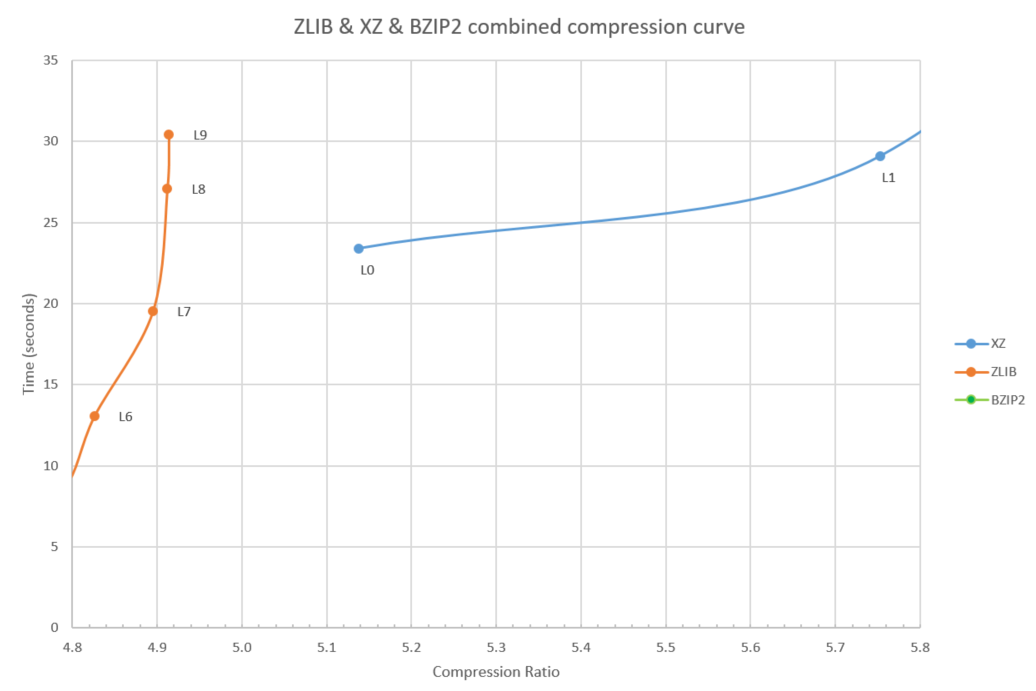 ZLIB & XZ & BZIP2 combined compression curve
35
30
25
20
15
10
5
0
Time (seconds)
L9
L8
L7
L6
L0
L1
4.8 4.9 5.0 5.1 5.2 5.3 5.4 5.5 5.6 5.7 5.8
Compression Ratio
XZ
ZLIB
BZIP2